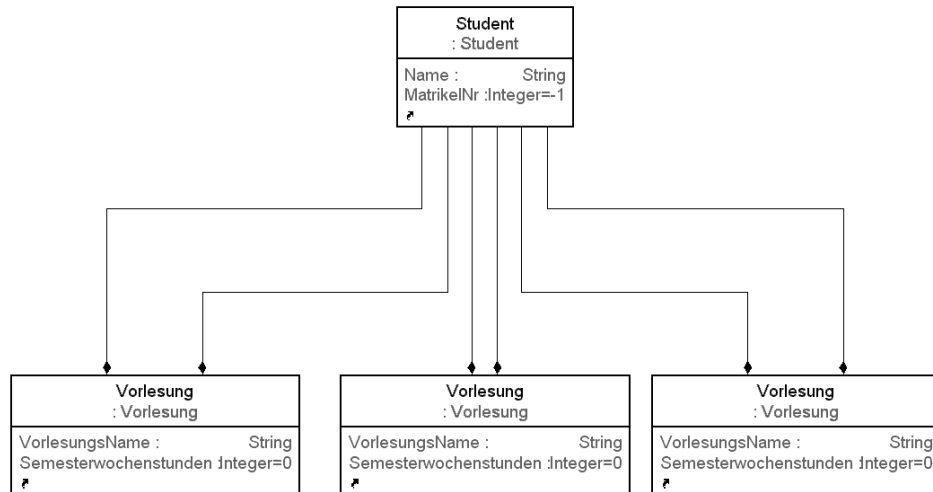 Student
: Student
Name : String
MatrikelNr :Integer=-1
Vorlesung
: Vorlesung
VorlesungsName : String
Semesterwochenstunden :Integer=0
Vorlesung
: Vorlesung
VorlesungsName : String
Semesterwochenstunden :Integer=0
Vorlesung
: Vorlesung
VorlesungsName : String
Semesterwochenstunden :Integer=0